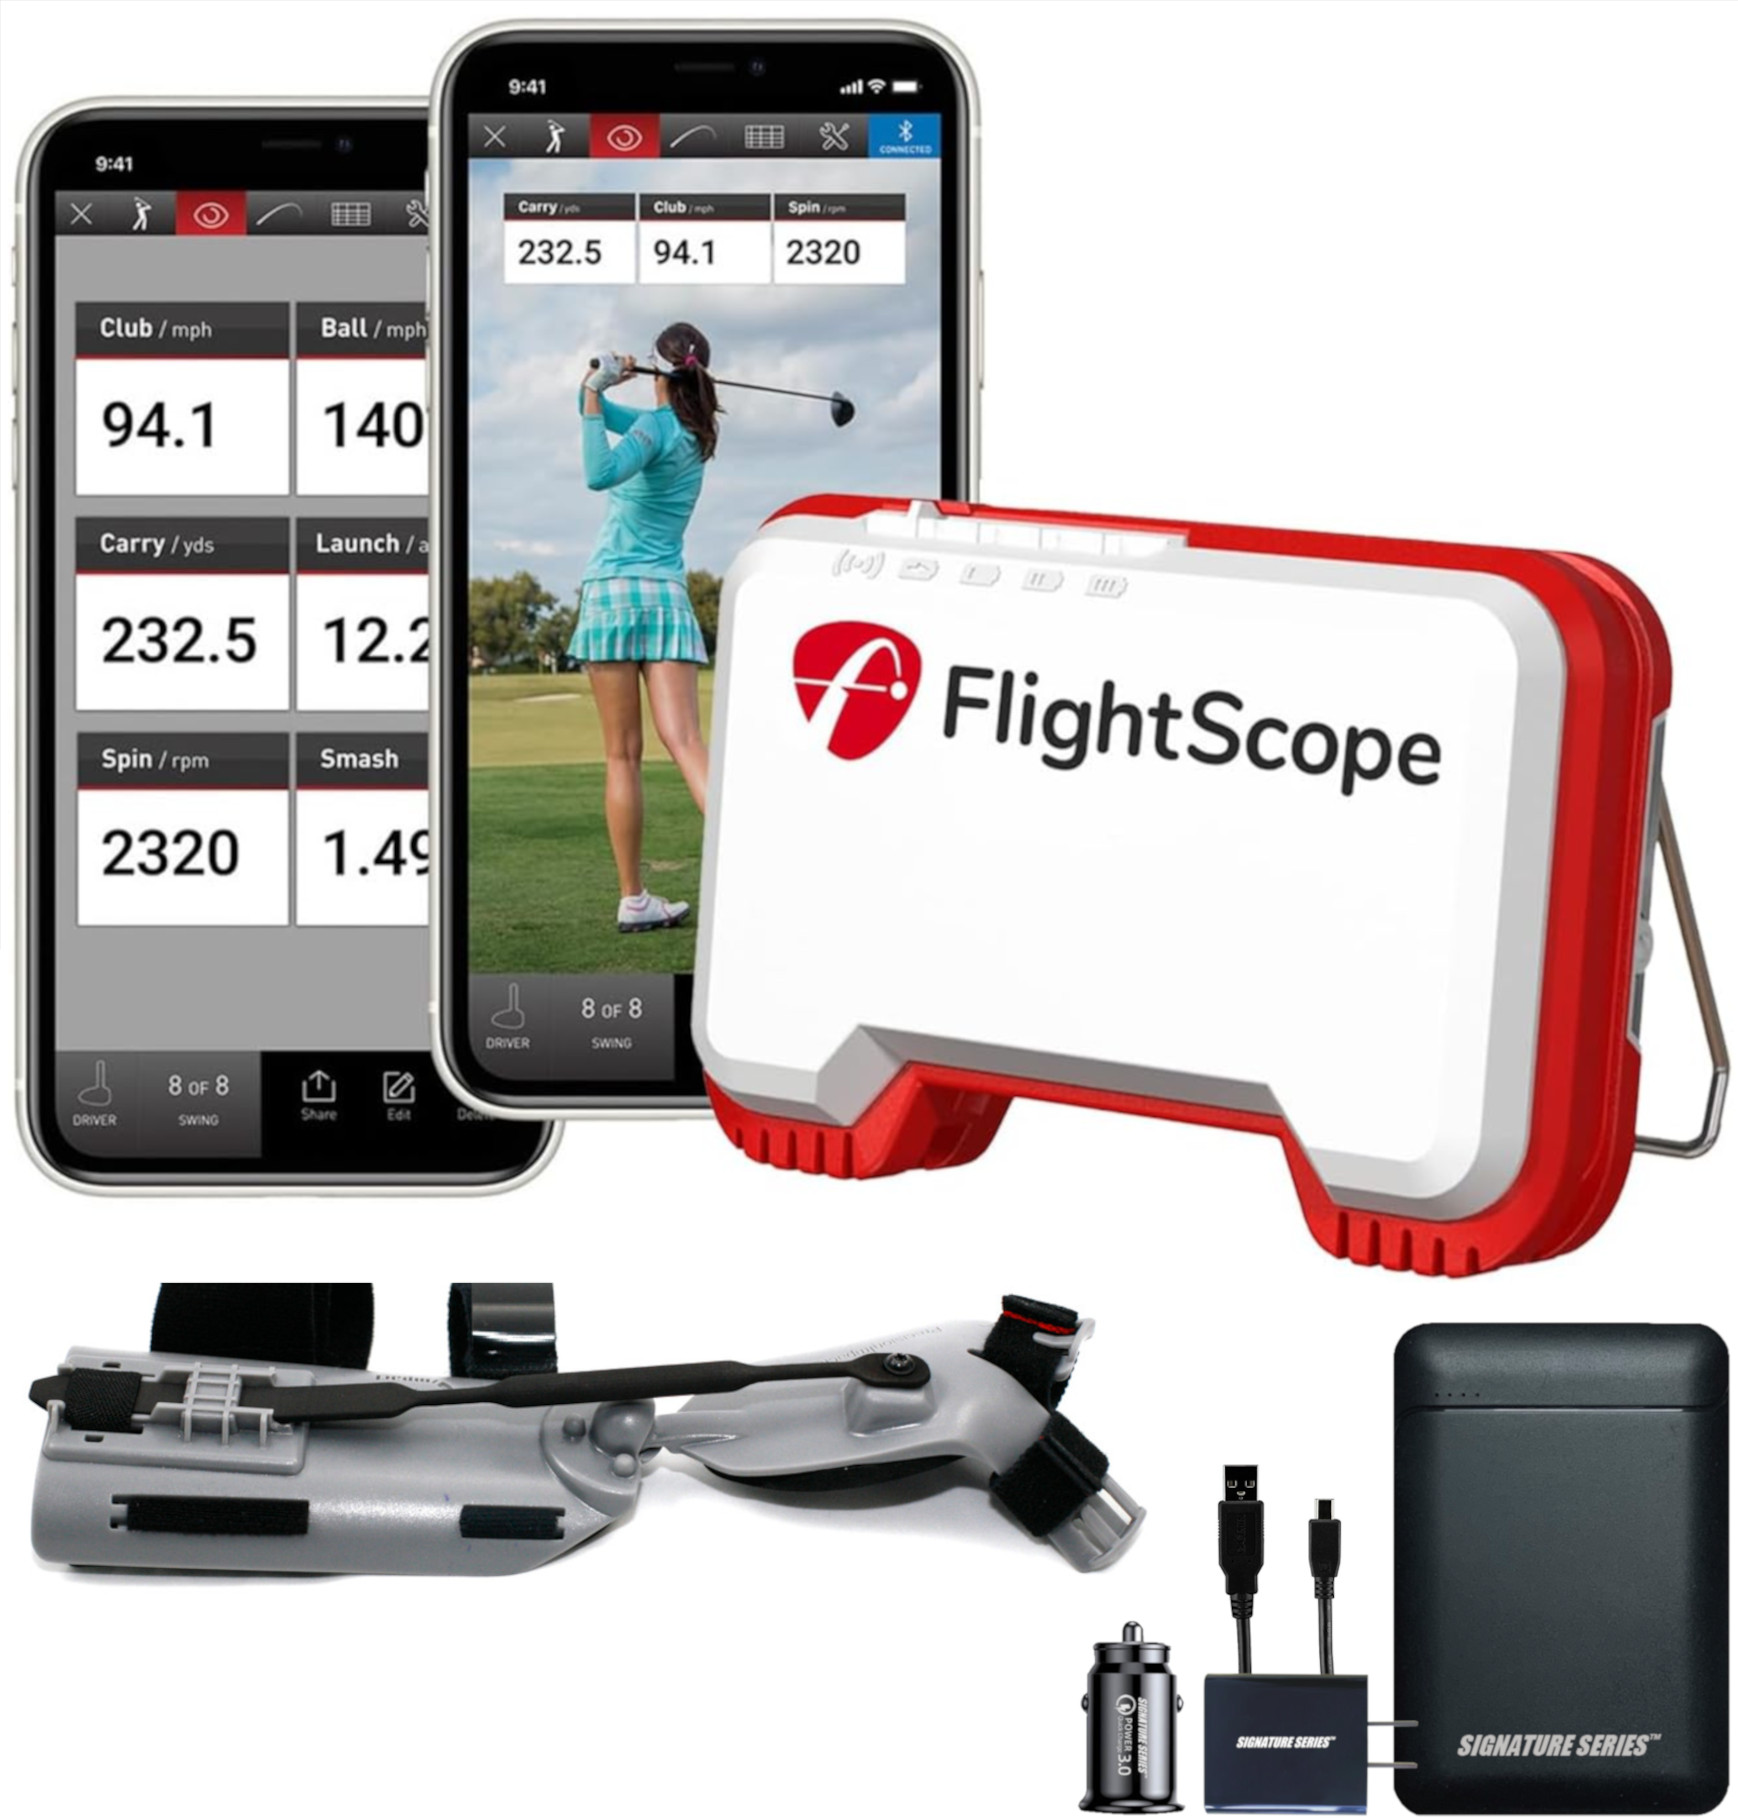 9:41
Club / mph
94.1
Ball / mph
140
Carry / yds
232.5
Launch / a
12.2
Spin / rpm
2320
Smash
1.49
DRIVER
8 OF 8
SWING
Share
Edit
Delete
9:41
CONNECTED
Carry / yds
232.5
Club / mph
94.1
Spin / rpm
2320
DRIVER
8 OF 8
SWING
FlightScope
SIGNATURE SERIES™
POWER 3.0
SIGNATURE SERIES™
SIGNATURE SERIES™